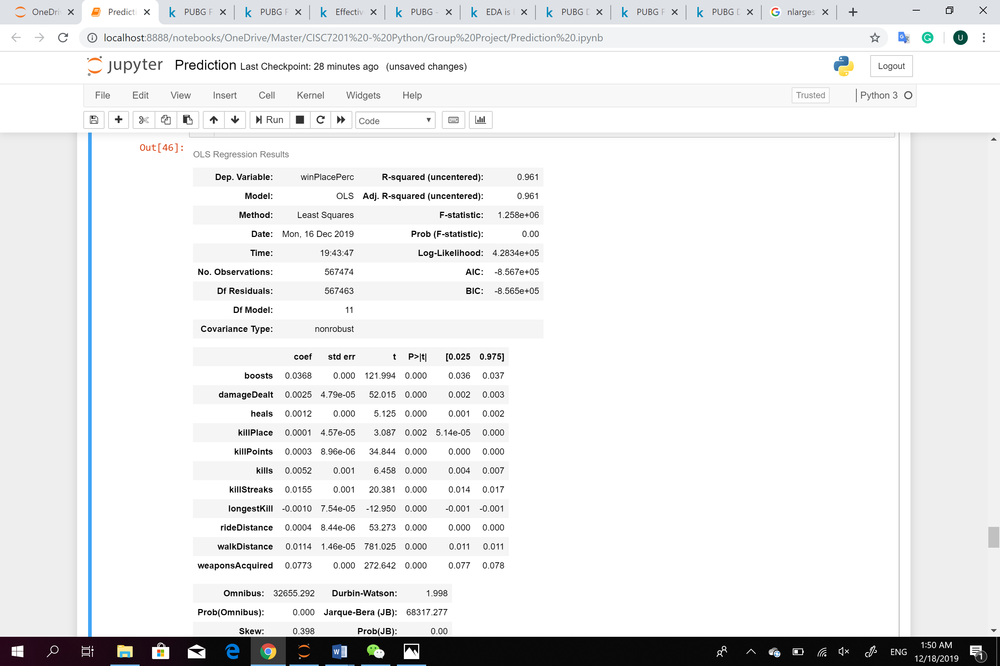 OneDri
Predicti
PUBG F
PUBG F
Effectiv
PUBG -
EDA is
PUBG D
PUBG F
PUBG D
nlarges
localhost:8888/notebooks/OneDrive/Master/CISC7201%20-%20Python/Group%20Project/Prediction%20.ipynb
U
jupyter Prediction Last Checkpoint: 28 minutes ago (unsaved changes)
Logout
File Edit View Insert Cell Kernel Widgets Help Trusted Python 3
Run Code
Out[46]:
OLS Regression Results
Dep. Variable: winPlacePerc R-squared (uncentered): 0.961
Model: OLS Adj. R-squared (uncentered): 0.961
Method: Least Squares F-statistic: 1.258e+06
Date: Mon, 16 Dec 2019 Prob (F-statistic): 0.00
Time: 19:43:47 Log-Likelihood: 4.2834e+05
No. Observations: 567474 AIC: -8.567e+05
Df Residuals: 567463 BIC: -8.565e+05
Df Model: 11
Covariance Type: nonrobust
coef std err t P>|t| [0.025 0.975]
boosts 0.0368 0.000 121.994 0.000 0.036 0.037
damageDealt 0.0025 4.79e-05 52.015 0.000 0.002 0.003
heals 0.0012 0.000 5.125 0.000 0.001 0.002
killPlace 0.0001 4.57e-05 3.087 0.002 5.14e-05 0.000
killPoints 0.0003 8.96e-06 34.844 0.000 0.000 0.000
kills 0.0052 0.001 6.458 0.000 0.004 0.007
killStreaks 0.0155 0.001 20.381 0.000 0.014 0.017
longestKill -0.0010 7.54e-05 -12.950 0.000 -0.001 -0.001
rideDistance 0.0004 8.44e-06 53.273 0.000 0.000 0.000
walkDistance 0.0114 1.46e-05 781.025 0.000 0.011 0.011
weaponsAcquired 0.0773 0.000 272.642 0.000 0.077 0.078
Omnibus: 32655.292 Durbin-Watson: 1.998
Prob(Omnibus): 0.000 Jarque-Bera (JB): 68317.277
Skew: 0.398 Prob(JB): 0.00
ENG
1:50 AM
12/18/2019
1